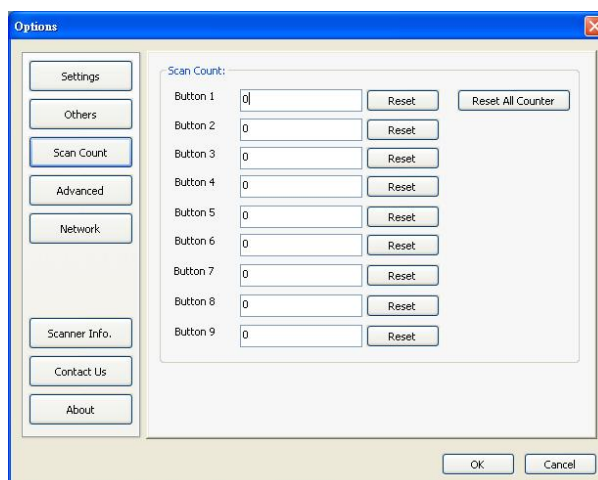 Options
Settings
Others
Scan Count
Advanced
Network
Scanner Info.
Contact Us
About
Scan Count:
Button 1 0 Reset Reset All Counter
Button 2 0 Reset
Button 3 0 Reset
Button 4 0 Reset
Button 5 0 Reset
Button 6 0 Reset
Button 7 0 Reset
Button 8 0 Reset
Button 9 0 Reset
OK Cancel